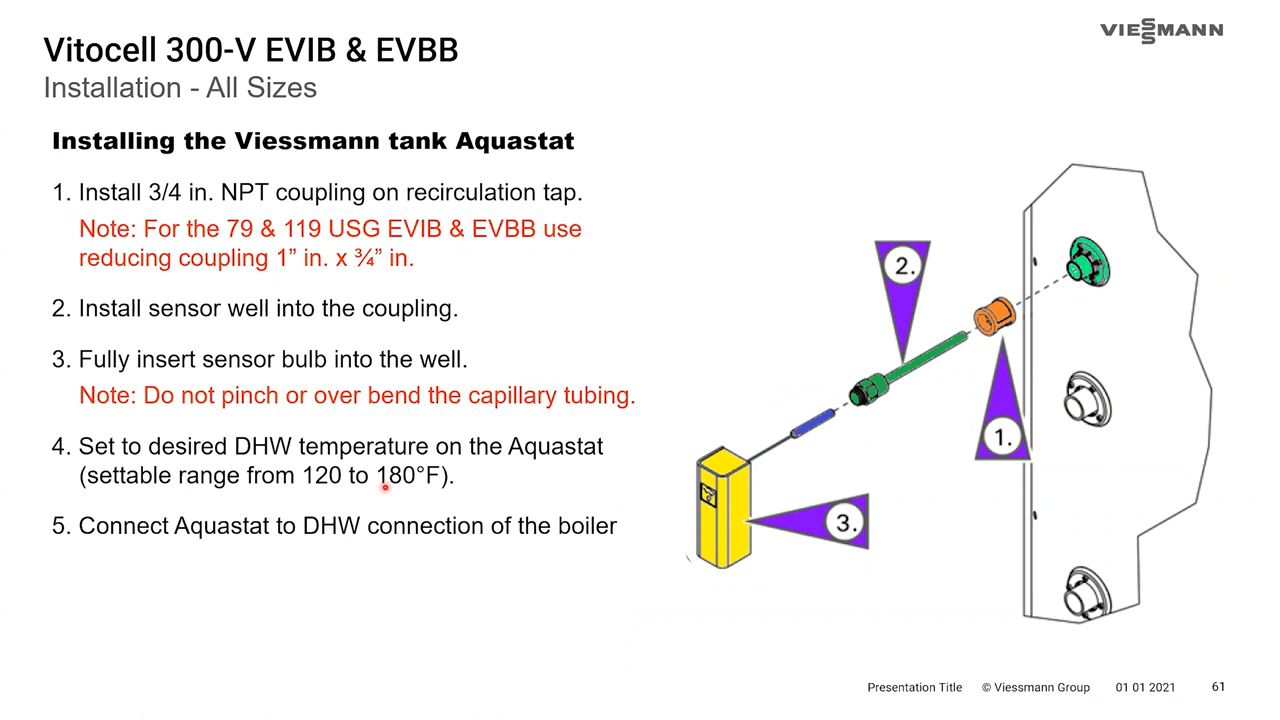 Vitocell 300-V EVIB & EVBB
Installation - All Sizes
VIESSMANN
Installing the Viessmann tank Aquastat
1. Install 3/4 in. NPT coupling on recirculation tap.
Note: For the 79 & 119 USG EVIB & EVBB use
reducing coupling 1” in. x ¾” in.
2. Install sensor well into the coupling.
3. Fully insert sensor bulb into the well.
Note: Do not pinch or over bend the capillary tubing.
4. Set to desired DHW temperature on the Aquastat
(settable range from 120 to 180°F).
5. Connect Aquastat to DHW connection of the boiler
2.
1.
3.
Presentation Title © Viessmann Group 01 01 2021 61